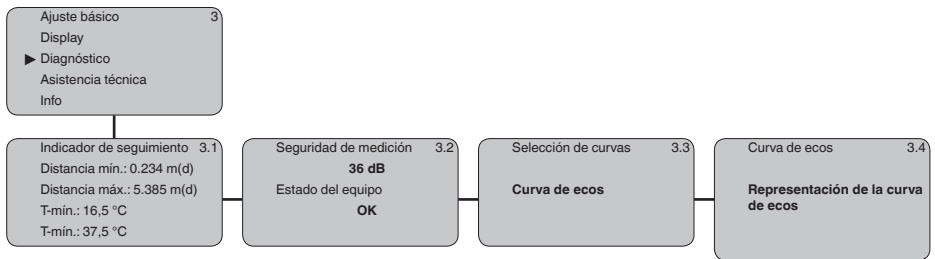 Ajuste básico 3
Display
▶ Diagnóstico
Asistencia técnica
Info
Indicador de seguimiento 3.1
Distancia mín.: 0.234 m(d)
Distancia máx.: 5.385 m(d)
T-mín.: 16,5 °C
T-mín.: 37,5 °C
Seguridad de medición 3.2
36 dB
Estado del equipo
OK
Selección de curvas 3.3
Curva de ecos
Curva de ecos 3.4
Representación de la curva
de ecos